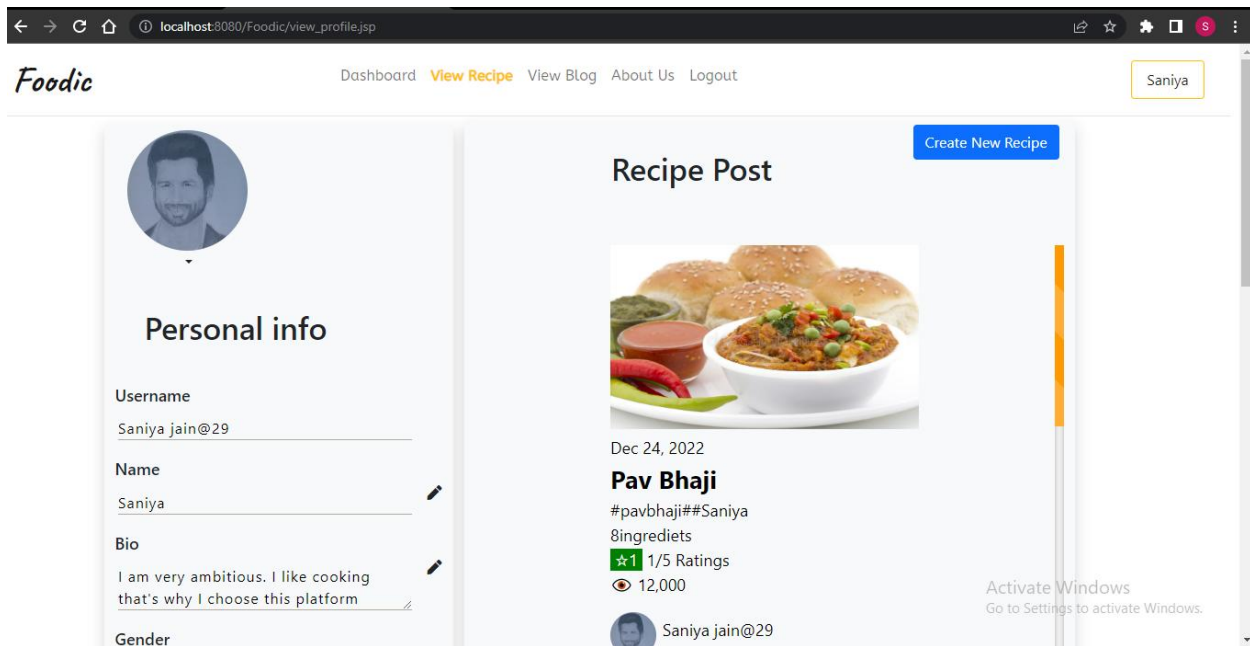 localhost:8080/Foodic/view_profile.jsp
S
Foodic
Dashboard View Recipe View Blog About Us Logout
Saniya
Personal info
Username
Saniya jain@29
Name
Saniya
Bio
I am very ambitious. I like cooking
that's why I choose this platform
Gender
Create New Recipe
Recipe Post
Dec 24, 2022
Pav Bhaji
#pavbhaji##Saniya
8ingrediets
☆1 1/5 Ratings
12,000
Saniya jain@29
Activate Windows
Go to Settings to activate Windows.